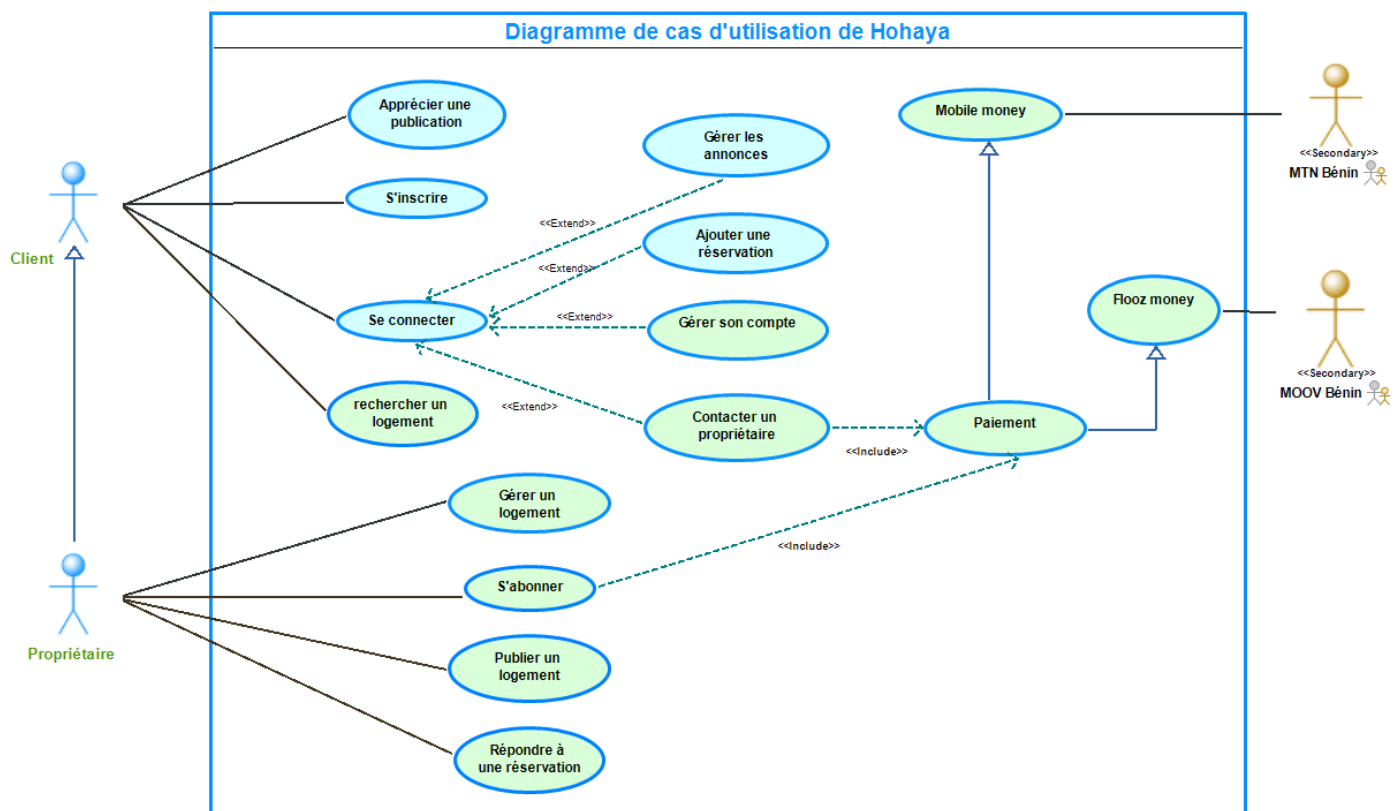 Diagramme de cas d'utilisation de Hohaya
Apprécier une
publication
Mobile money
Gérer les
annonces
<<Secondary>>
MTN Bénin
S'inscrire
<<Extend>>
Ajouter une
réservation
Client
<<Extend>>
Flooz money
Se connecter
<<Extend>>
Gérer son compte
<<Secondary>>
MOOV Bénin
rechercher un
logement
<<Extend>>
Contacter un
propriétaire
Paiement
<<Include>>
Gérer un
logement
<<Include>>
S'abonner
Propriétaire
Publier un
logement
Répondre à
une réservation